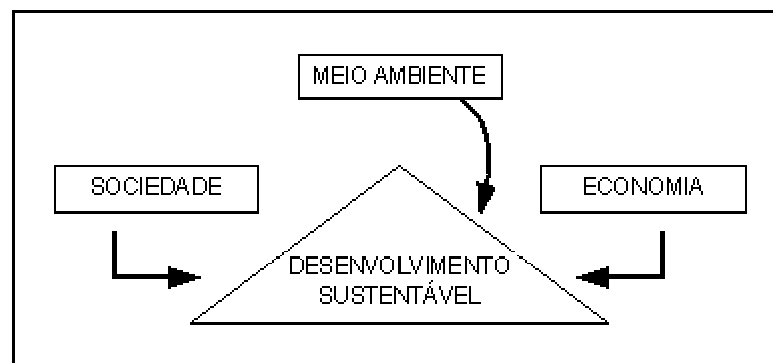 MEIO AMBIENTE
SOCIEDADE
ECONOMIA
DESENVOLVIMENTO
SUSTENTÁVEL